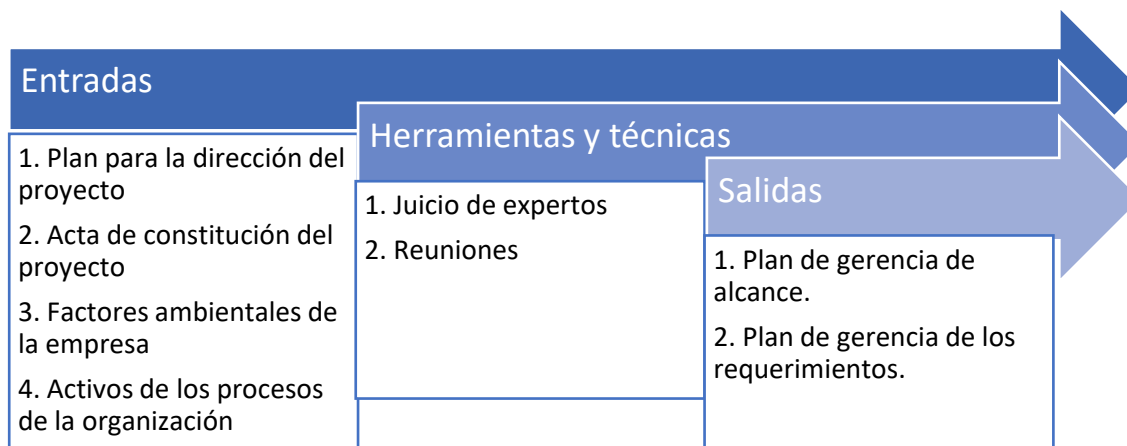 Entradas
1. Plan para la dirección del
proyecto
2. Acta de constitución del
proyecto
3. Factores ambientales de
la empresa
4. Activos de los procesos
de la organización
Herramientas y técnicas
1. Juicio de expertos
2. Reuniones
Salidas
1. Plan de gerencia de
alcance.
2. Plan de gerencia de los
requerimientos.